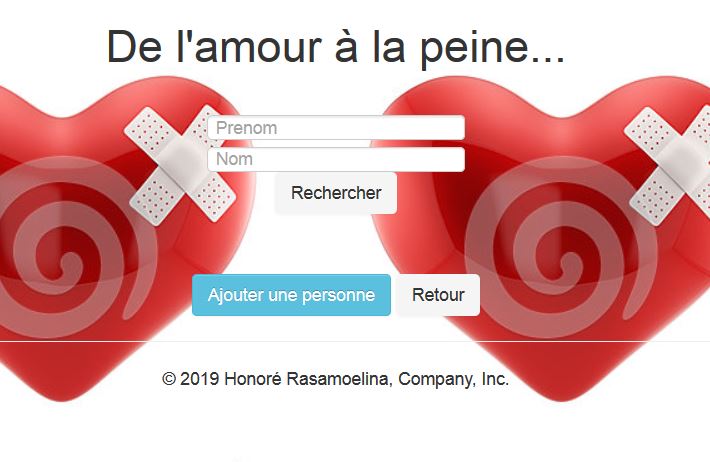 De l'amour à la peine...
Prenom
Nom
Rechercher
Ajouter une personne Retour
© 2019 Honoré Rasamoelina, Company, Inc.